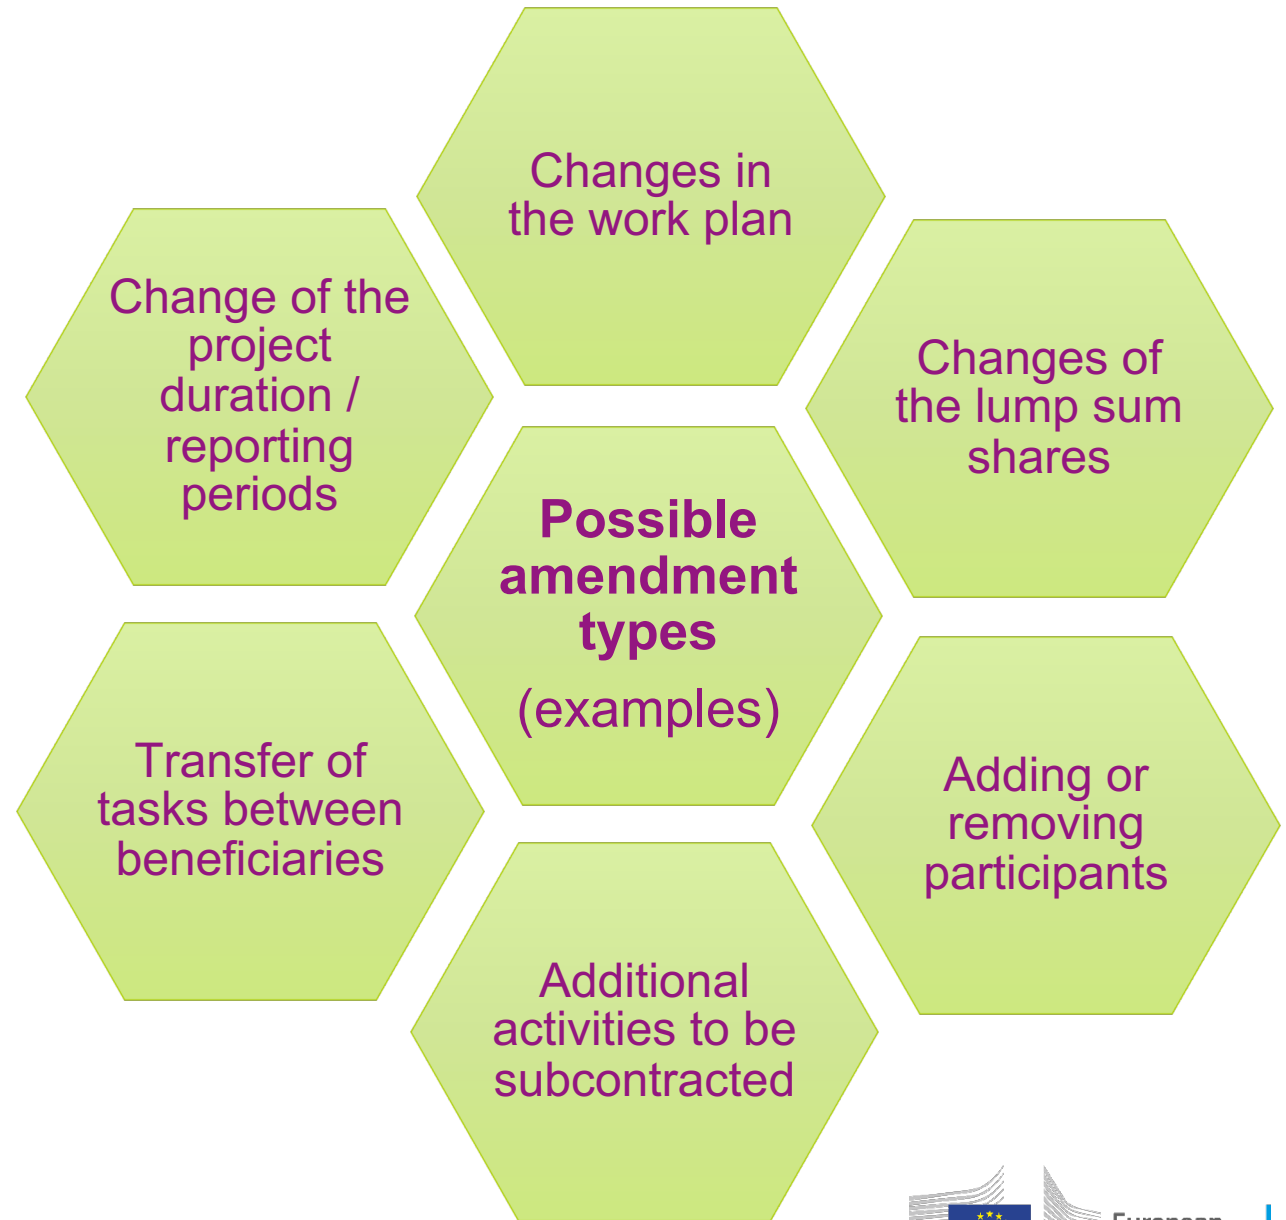 Changes in
the work plan
Change of the
project
duration /
reporting
periods
Changes of
the lump sum
shares
Possible
amendment
types
(examples)
Transfer of
tasks between
beneficiaries
Adding or
removing
participants
Additional
activities to be
subcontracted
European